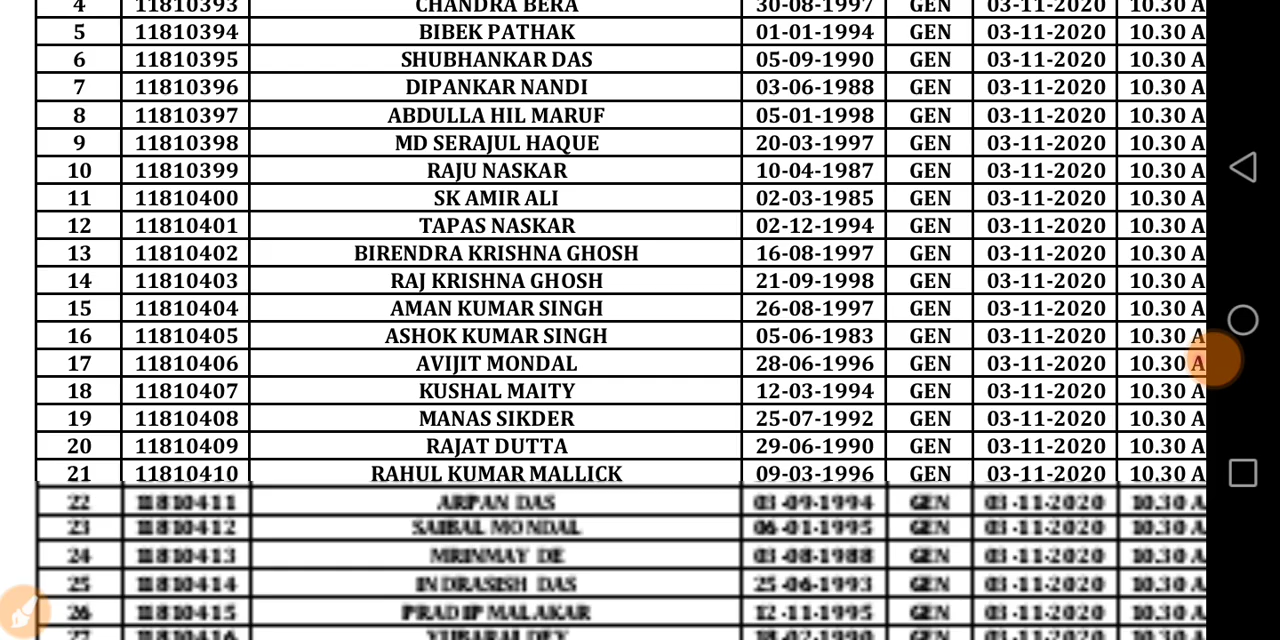 4 11810393 CHANDRA BERA 30-08-1997 GEN 03-11-2020 10.30 A
5 11810394 BIBEK PATHAK 01-01-1994 GEN 03-11-2020 10.30 A
6 11810395 SHUBHANKAR DAS 05-09-1990 GEN 03-11-2020 10.30 A
7 11810396 DIPANKAR NANDI 03-06-1988 GEN 03-11-2020 10.30 A
8 11810397 ABDULLA HIL MARUF 05-01-1998 GEN 03-11-2020 10.30 A
9 11810398 MD SERAJUL HAQUE 20-03-1997 GEN 03-11-2020 10.30 A
10 11810399 RAJU NASKAR 10-04-1987 GEN 03-11-2020 10.30 A
11 11810400 SK AMIR ALI 02-03-1985 GEN 03-11-2020 10.30 A
12 11810401 TAPAS NASKAR 02-12-1994 GEN 03-11-2020 10.30 A
13 11810402 BIRENDRA KRISHNA GHOSH 16-08-1997 GEN 03-11-2020 10.30 A
14 11810403 RAJ KRISHNA GHOSH 21-09-1998 GEN 03-11-2020 10.30 A
15 11810404 AMAN KUMAR SINGH 26-08-1997 GEN 03-11-2020 10.30 A
16 11810405 ASHOK KUMAR SINGH 05-06-1983 GEN 03-11-2020 10.30 A
17 11810406 AVIJIT MONDAL 28-06-1996 GEN 03-11-2020 10.30 A
18 11810407 KUSHAL MAITY 12-03-1994 GEN 03-11-2020 10.30 A
19 11810408 MANAS SIKDER 25-07-1992 GEN 03-11-2020 10.30 A
20 11810409 RAJAT DUTTA 29-06-1990 GEN 03-11-2020 10.30 A
21 11810410 RAHUL KUMAR MALLICK 09-03-1996 GEN 03-11-2020 10.30 A
22 11810411 ARPAN DAS 03-09-1994 GEN 03-11-2020 10.30 A
23 11810412 SAIBAL MONDAL 06-01-1995 GEN 03-11-2020 10.30 A
24 11810413 MRINMAY DE 03-08-1988 GEN 03-11-2020 10.30 A
25 11810414 INDRASISH DAS 25-06-1993 GEN 03-11-2020 10.30 A
26 11810415 PRADIP MALAKAR 12-11-1995 GEN 03-11-2020 10.30 A
27 11810416 YUBARAJ DEY GEN 03-11-2020 10.30 A